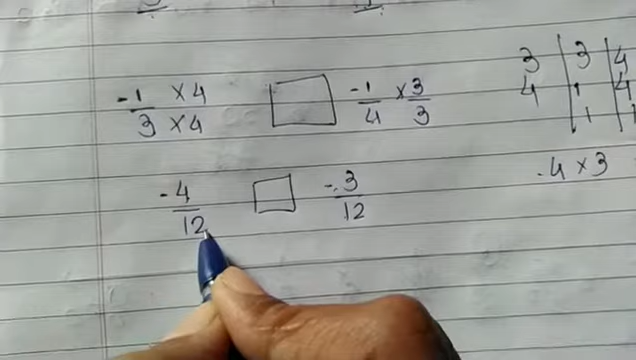 -1/3 ×4/×4 □ -1/4 ×3/3
-4/12 □ -3/12
3 | 3 | 4
4 | 1 | 4
| 1 | 1
4 × 3